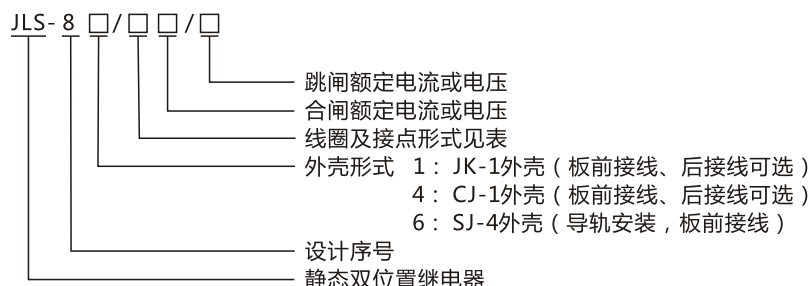 JLS-8□/□□/□
跳闸额定电流或电压
合闸额定电流或电压
线圈及接点形式见表
外壳形式 1：JK-1外壳（板前接线、后接线可选）
4：CJ-1外壳（板前接线、后接线可选）
6：SJ-4外壳（导轨安装，板前接线）
设计序号
静态双位置继电器